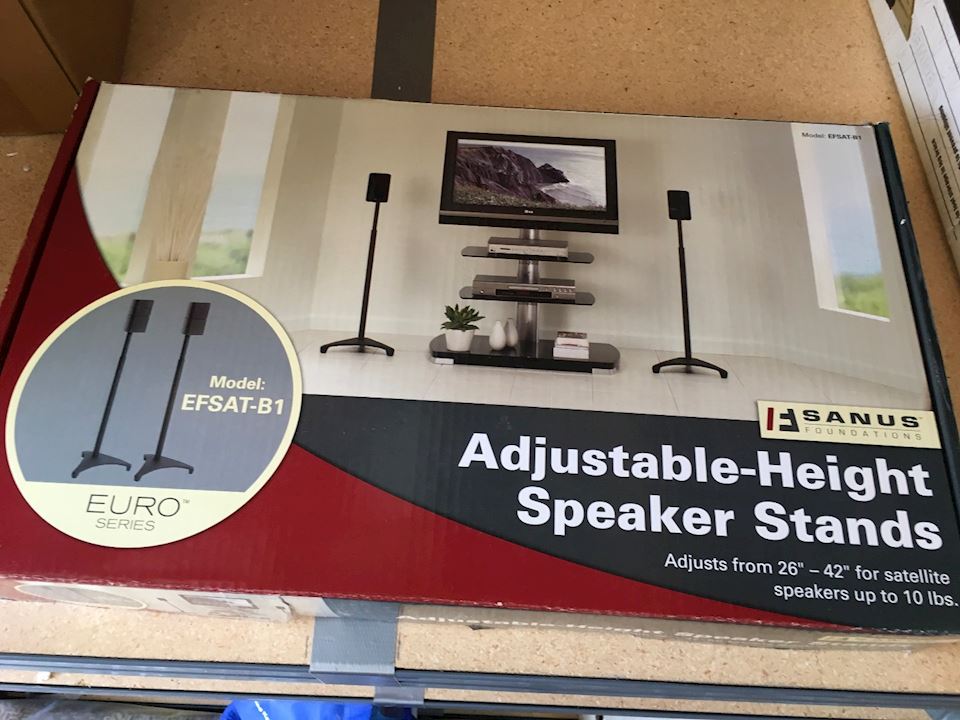 Model: EFSAT-B1
Model:
EFSAT-B1
EURO™
SERIES
SANUS
FOUNDATIONS
Adjustable-Height
Speaker Stands
Adjusts from 26" – 42" for satellite
speakers up to 10 lbs.